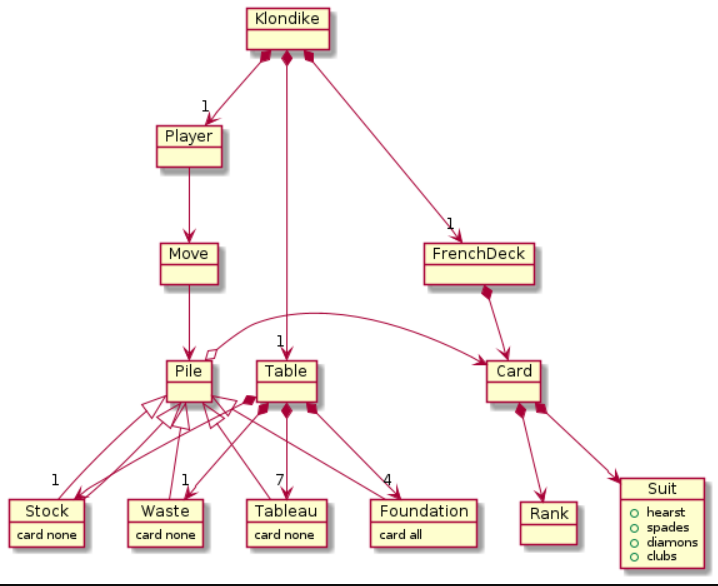 Klondike
1
Player
1
Move
FrenchDeck
1
Pile
Table
Card
1
1
7
4
Stock
card none
Waste
card none
Tableau
card none
Foundation
card all
Rank
Suit
hearst
spades
diamons
clubs